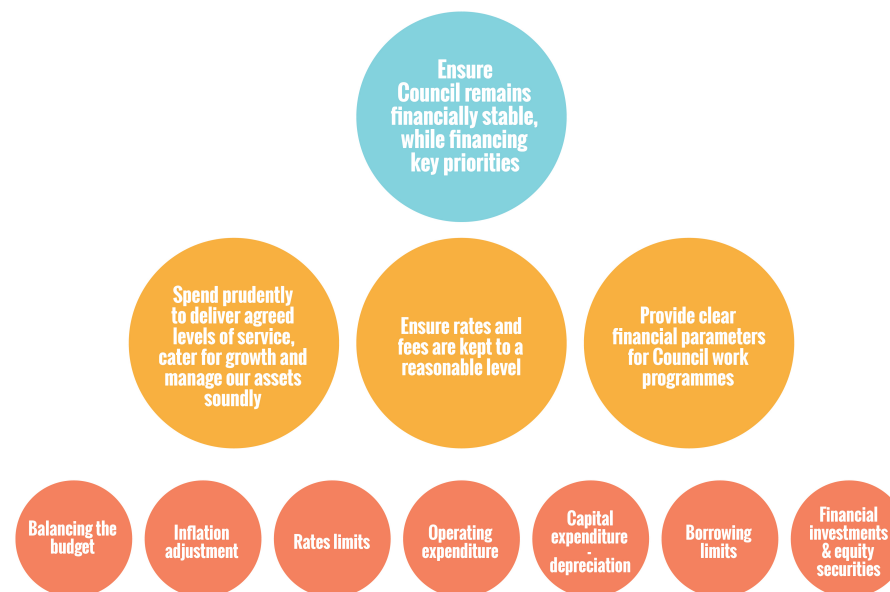 Ensure
Council remains
financially stable,
while financing
key priorities
Spend prudently
to deliver agreed
levels of service,
cater for growth and
manage our assets
soundly
Ensure rates and
fees are kept to a
reasonable level
Provide clear
financial parameters
for Council work
programmes
Balancing the
budget
Inflation
adjustment
Rates limits
Operating
expenditure
Capital
expenditure
-
depreciation
Borrowing
limits
Financial
investments
& equity
securities